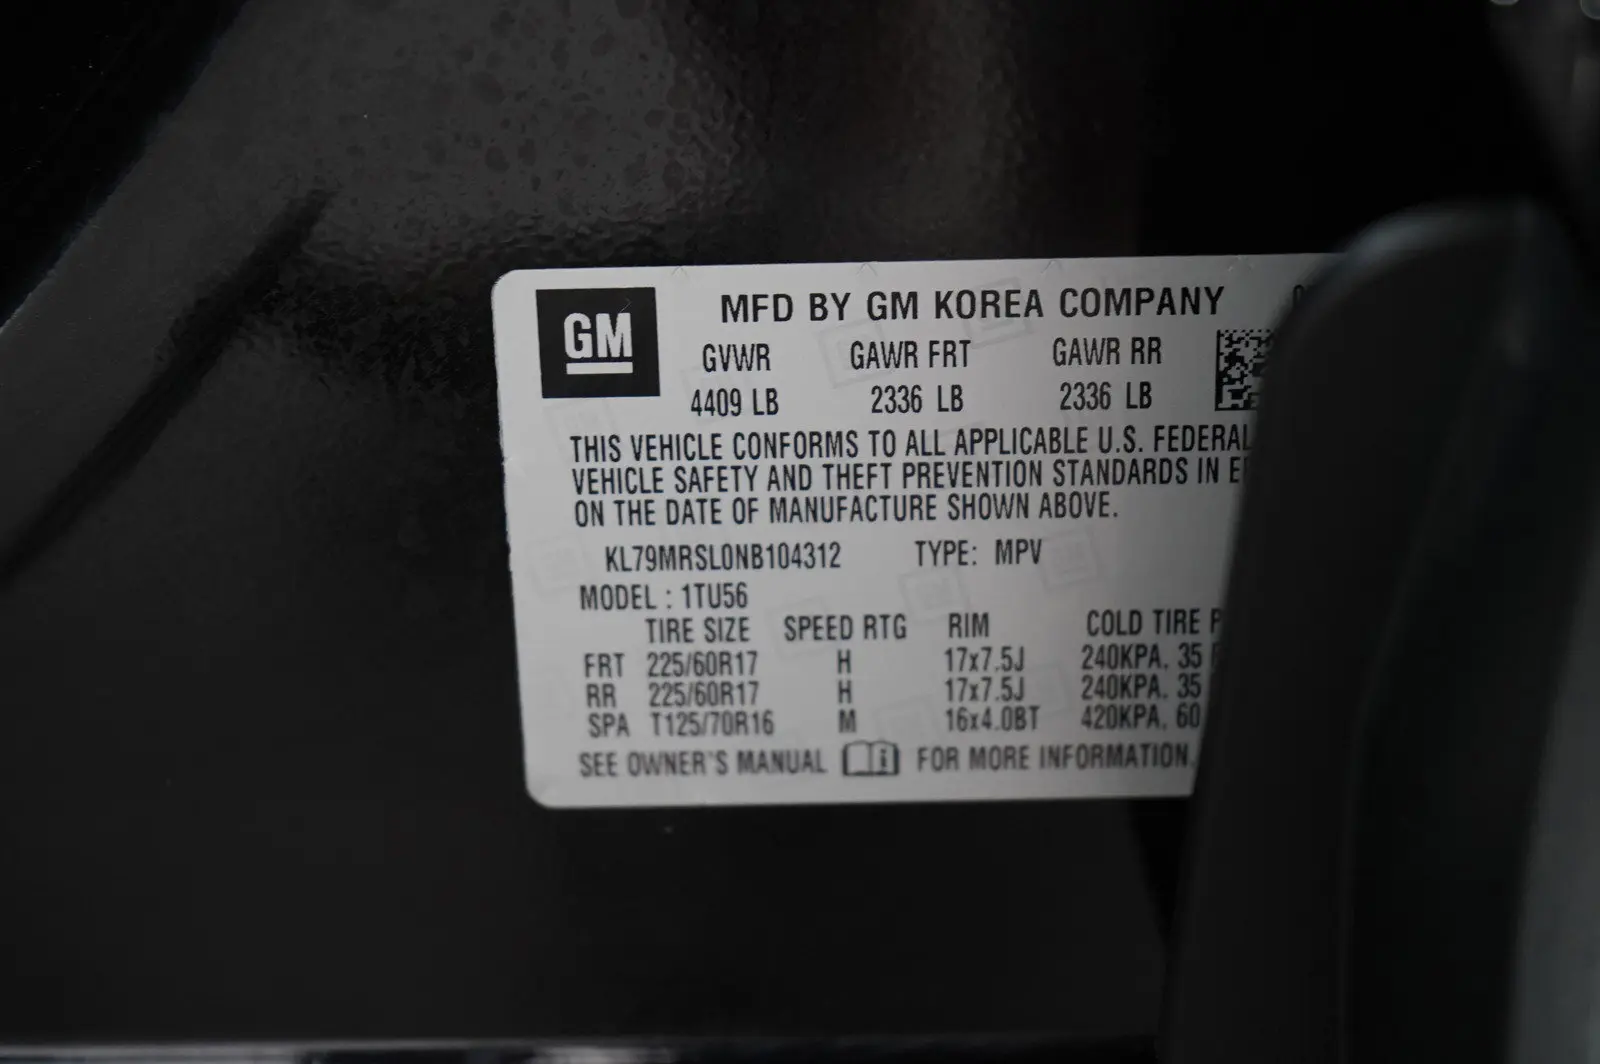 GM
MFD BY GM KOREA COMPANY
GVWR GAWR FRT GAWR RR
4409 LB 2336 LB 2336 LB
THIS VEHICLE CONFORMS TO ALL APPLICABLE U.S. FEDERAL
VEHICLE SAFETY AND THEFT PREVENTION STANDARDS IN
ON THE DATE OF MANUFACTURE SHOWN ABOVE.
KL79MRSL0NB104312 TYPE: MPV
MODEL : 1TU56
TIRE SIZE SPEED RTG RIM COLD TIRE
FRT 225/60R17 H 17x7.5J 240KPA, 35
RR 225/60R17 H 17x7.5J 240KPA, 35
SPA T125/70R16 M 16x4.0BT 420KPA, 60
SEE OWNER'S MANUAL FOR MORE INFORMATION.